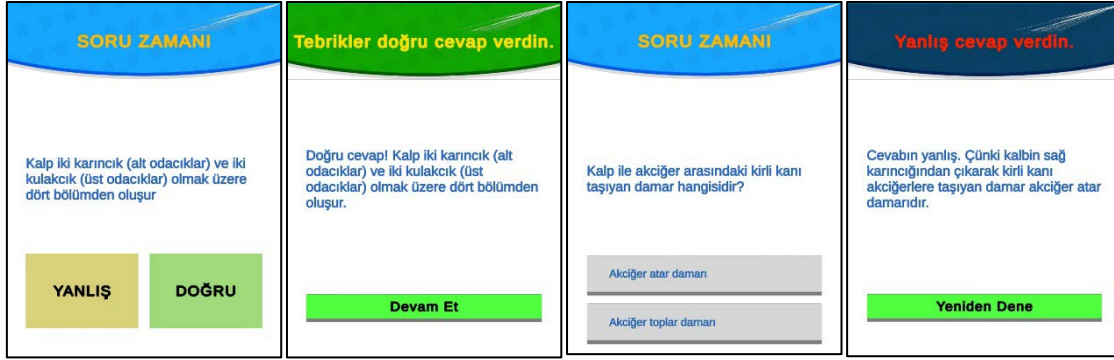 SORU ZAMANI
Kalp iki karıncık (alt odacıklar) ve iki
kulakcık (üst odacıklar) olmak üzere
dört bölümden oluşur
YANLIŞ
DOĞRU
Tebrikler doğru cevap verdin.
Doğru cevap! Kalp iki karıncık (alt
odacıklar) ve iki kulakcık (üst
odacıklar) olmak üzere dört bölümden
oluşur.
Devam Et
SORU ZAMANI
Kalp ile akciğer arasındaki kirli kanı
taşıyan damar hangisidir?
Akciğer atar damarı
Akciğer toplar damarı
Yanlış cevap verdin.
Cevabın yanlış. Çünki kalbin sağ
karıncığından çıkarak kirli kanı
akciğerlere taşıyan damar akciğer atar
damarıdır.
Yeniden Dene